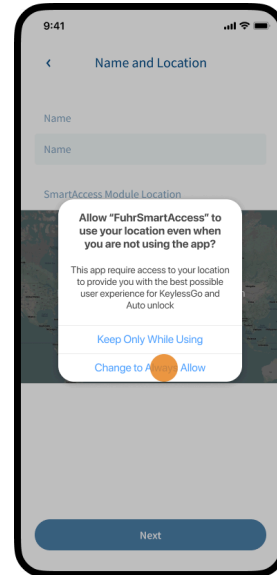 9:41
Name and Location
Name
Name
SmartAccess Module Location
Allow "FuhrSmartAccess" to
use your location even when
you are not using the app?
This app require access to your location
to provide you with the best possible
user experience for KeylessGo and
Auto unlock
Keep Only While Using
Change to Always Allow
Next